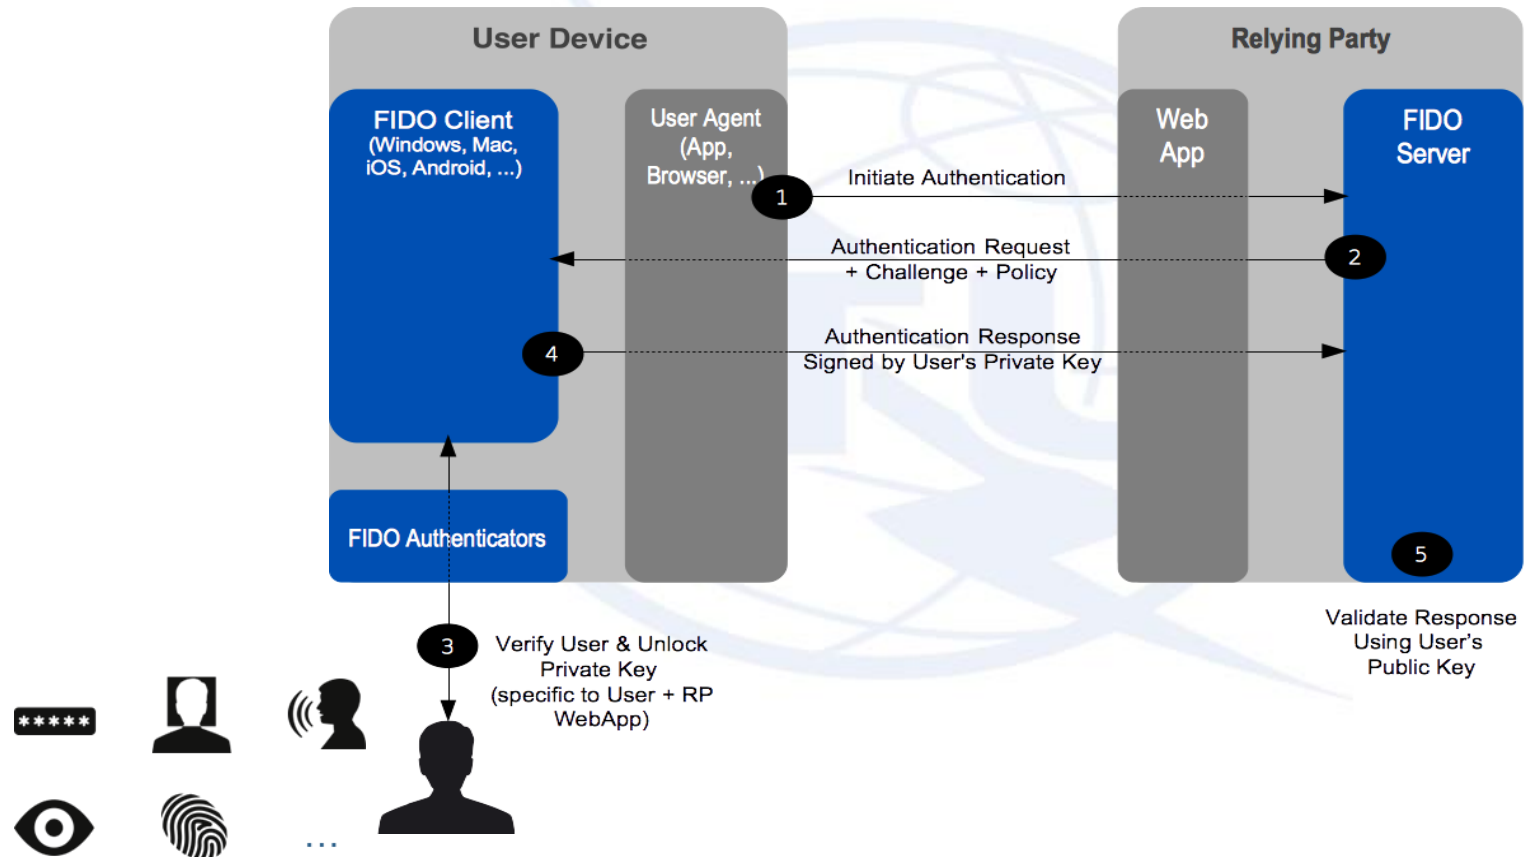 User Device
Relying Party
FIDO Client
(Windows, Mac,
iOS, Android, ...)
User Agent
(App,
Browser, ...)
Web
App
FIDO
Server
1
Initiate Authentication
Authentication Request
+ Challenge + Policy
2
4
Authentication Response
Signed by User's Private Key
FIDO Authenticators
5
Validate Response
Using User's
Public Key
3
Verify User & Unlock
Private Key
(specific to User + RP
WebApp)
*****
...